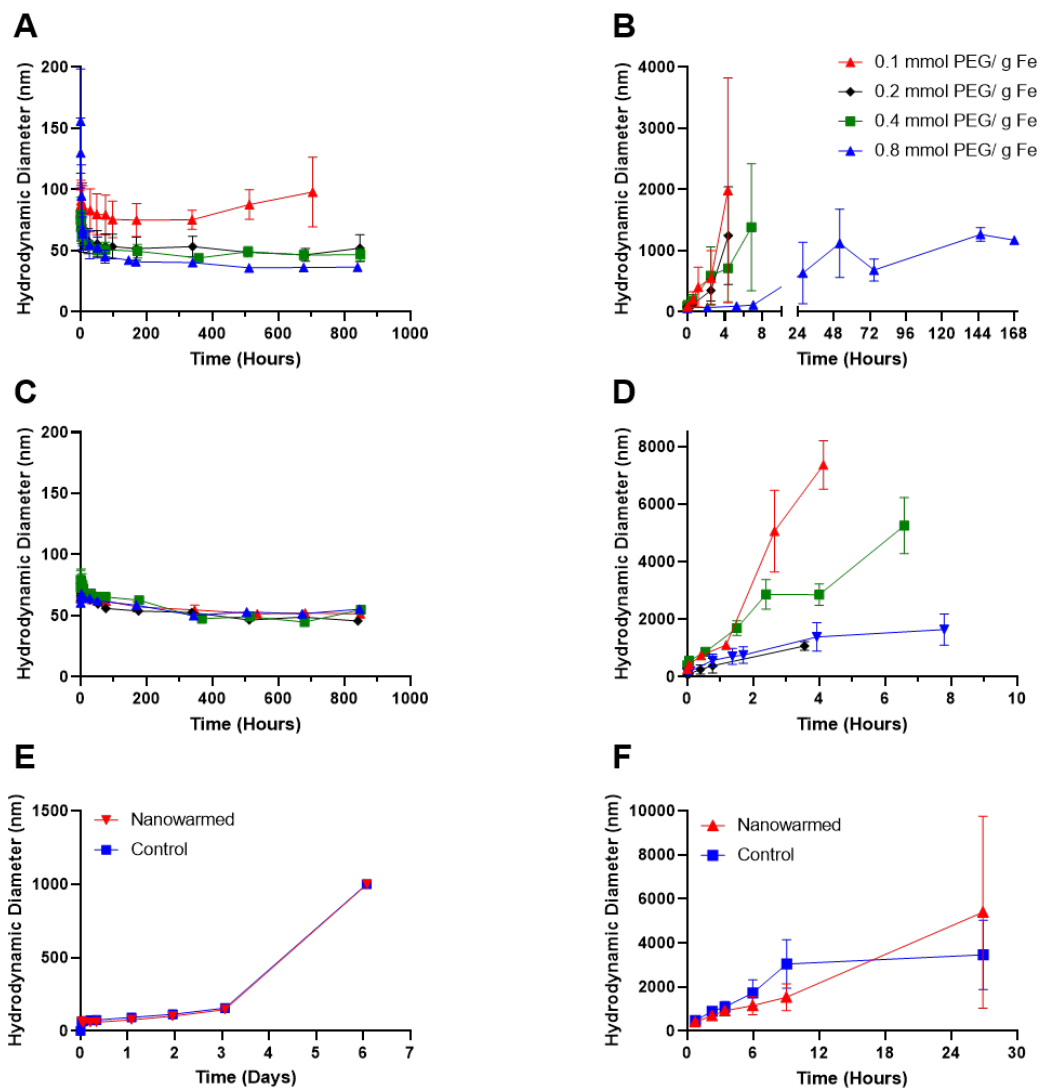 A
Hydrodynamic Diameter (nm)
200
150
100
50
0
0 200 400 600 800 1000
Time (Hours)
B
Hydrodynamic Diameter (nm)
4000
3000
2000
1000
0
0 4 8 24 48 72 96 120 144 168
Time (Hours)
0.1 mmol PEG/ g Fe
0.2 mmol PEG/ g Fe
0.4 mmol PEG/ g Fe
0.8 mmol PEG/ g Fe
C
Hydrodynamic Diameter (nm)
200
150
100
50
0
0 200 400 600 800 1000
Time (Hours)
D
Hydrodynamic Diameter (nm)
8000
6000
4000
2000
0
0 2 4 6 8 10
Time (Hours)
E
Hydrodynamic Diameter (nm)
1500
1000
500
0
0 1 2 3 4 5 6 7
Time (Days)
Nanowarmed
Control
F
Hydrodynamic Diameter (nm)
10000
8000
6000
4000
2000
0
0 6 12 18 24 30
Time (Hours)
Nanowarmed
Control